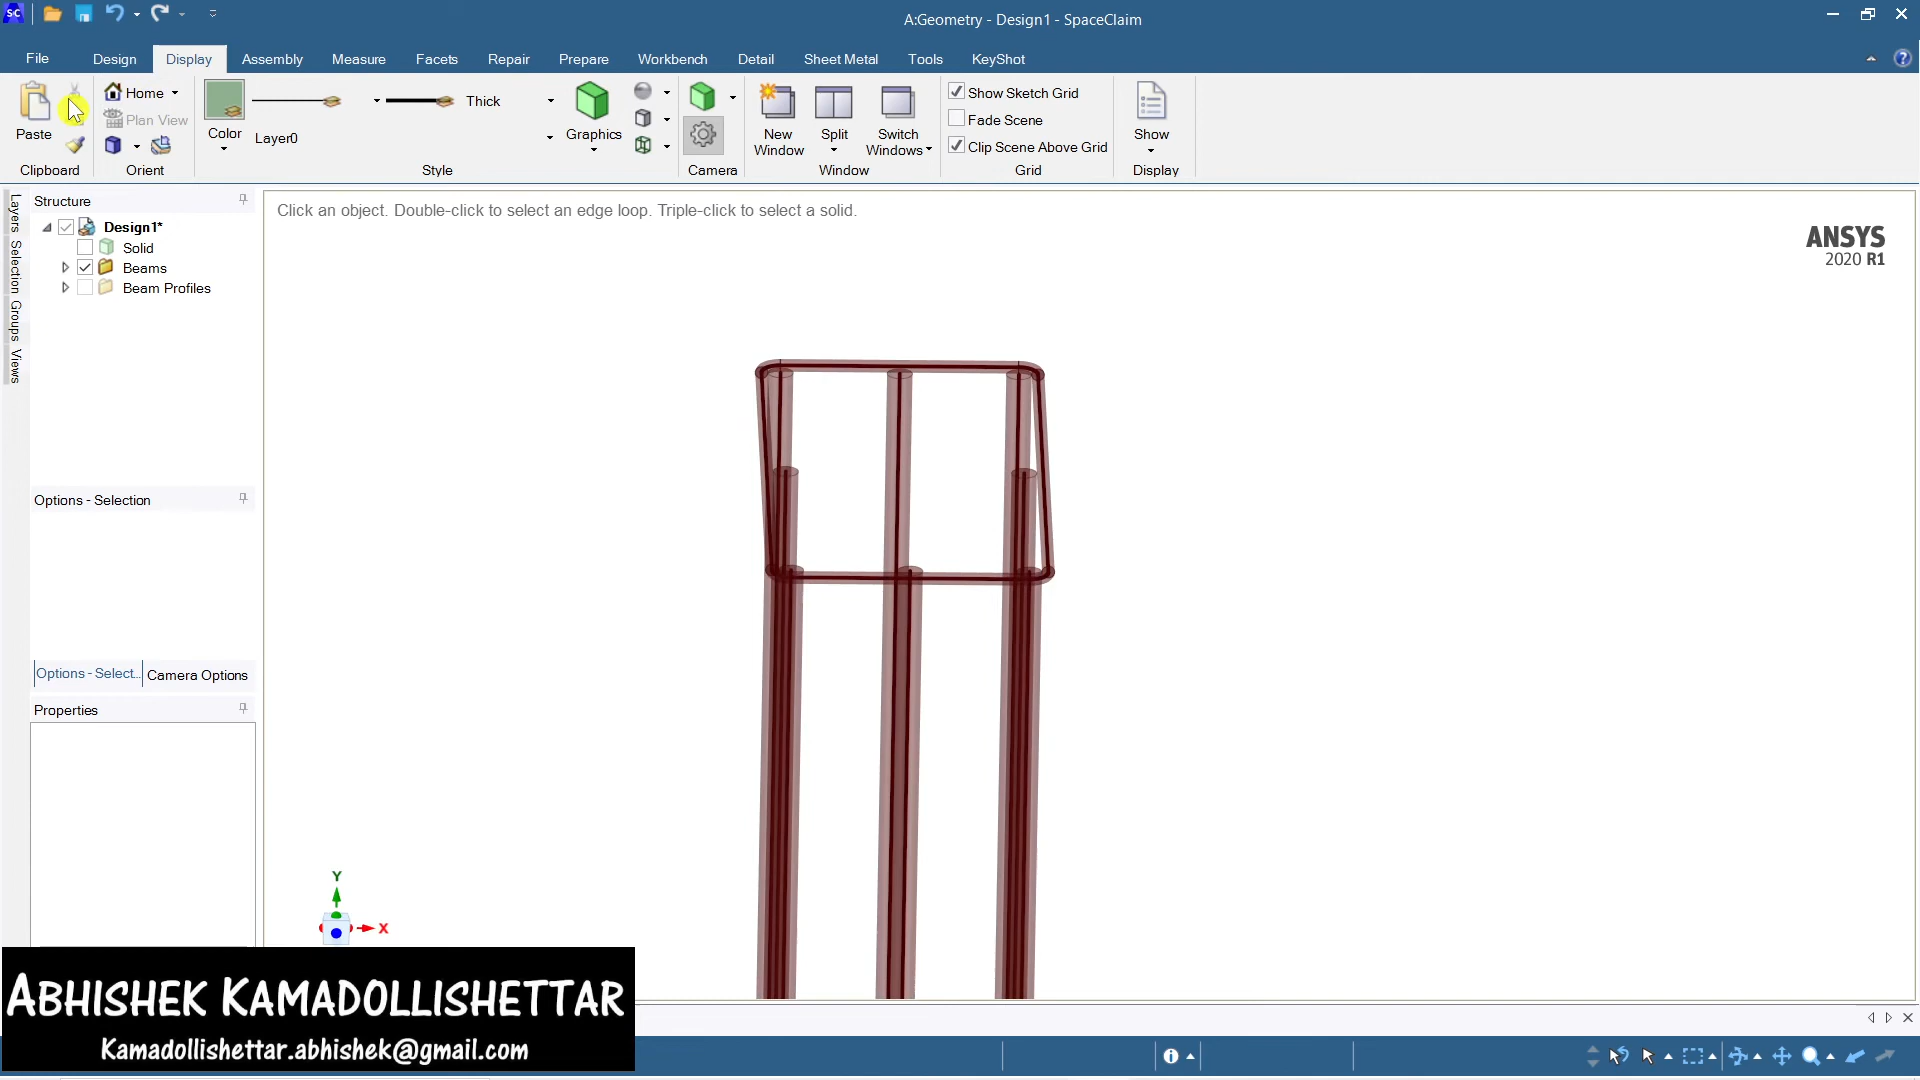 SC
A:Geometry - Design1 - SpaceClaim
File
Design
Display
Assembly
Measure
Facets
Repair
Prepare
Workbench
Detail
Sheet Metal
Tools
KeyShot
?
Paste
Clipboard
Home
Plan View
Orient
Color
Layer0
Thick
Style
Graphics
Camera
New
Window
Split
Switch
Windows
Window
Show Sketch Grid
Fade Scene
Clip Scene Above Grid
Grid
Show
Display
Layers
Selection
Groups
Views
Structure
Design1*
Solid
Beams
Beam Profiles
Options - Selection
Options - Select...
Camera Options
Properties
Click an object. Double-click to select an edge loop. Triple-click to select a solid.
ANSYS
2020 R1
Y
X
ABHISHEK KAMADOLLISHETTAR
Kamadollishettar.abhishek@gmail.com